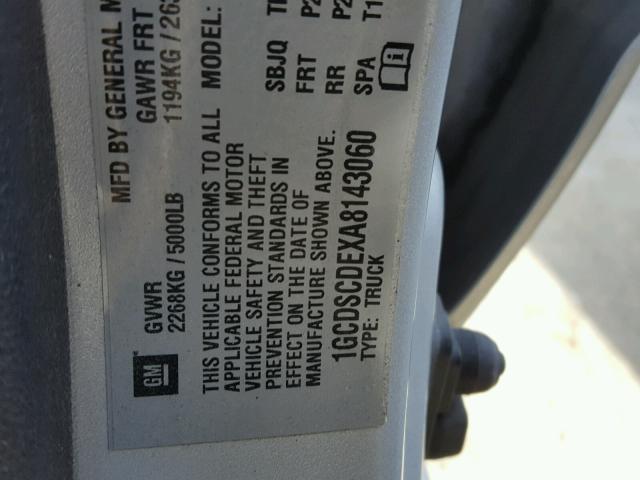 MFD BY GENERAL
GAWR FRT
1194KG
GVWR
2268KG / 5000LB
GM
THIS VEHICLE CONFORMS TO ALL
APPLICABLE FEDERAL MOTOR
VEHICLE SAFETY AND THEFT
PREVENTION STANDARDS IN
EFFECT ON THE DATE OF
MANUFACTURE SHOWN ABOVE.
1GCDSCDEXA8143060
TYPE: TRUCK
MODEL:
SBJQ
FRT
RR
SPA